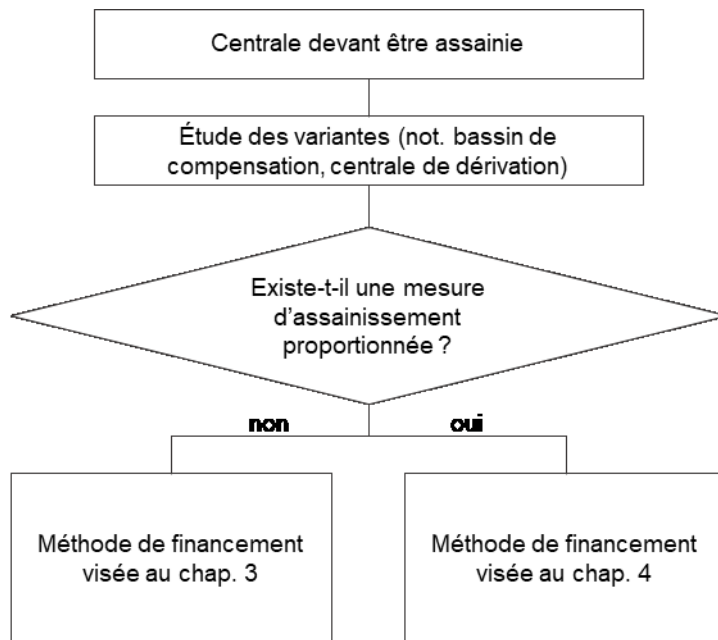 Centrale devant être assainie
Étude des variantes (not. bassin de
compensation, centrale de dérivation)
Existe-t-il une mesure
d'assainissement
proportionnée ?
non
oui
Méthode de financement
visée au chap. 3
Méthode de financement
visée au chap. 4